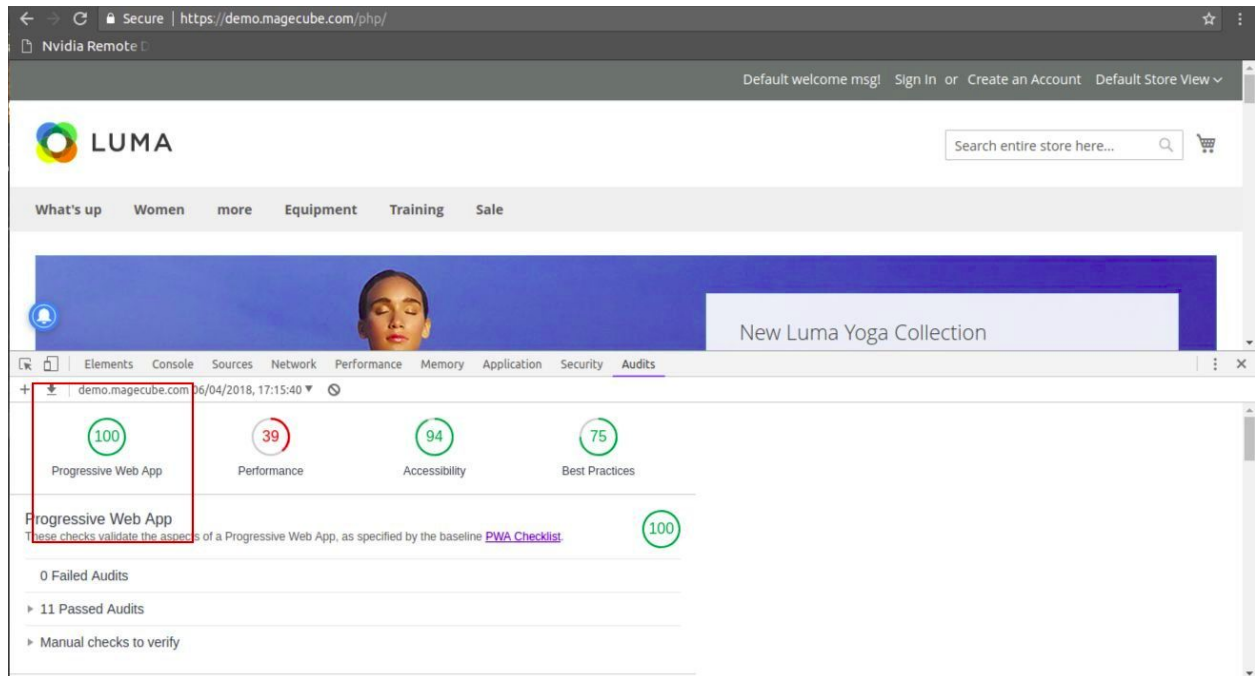 Secure | https://demo.magecube.com/php/
Nvidia Remote D
Default welcome msg! Sign In or Create an Account Default Store View
LUMA
Search entire store here...
What's up Women more Equipment Training Sale
New Luma Yoga Collection
Elements Console Sources Network Performance Memory Application Security Audits
demo.magecube.com 06/04/2018, 17:15:40
100 39 94 75
Progressive Web App Performance Accessibility Best Practices
Progressive Web App
These checks validate the aspects of a Progressive Web App, as specified by the baseline PWA Checklist.
100
0 Failed Audits
11 Passed Audits
Manual checks to verify